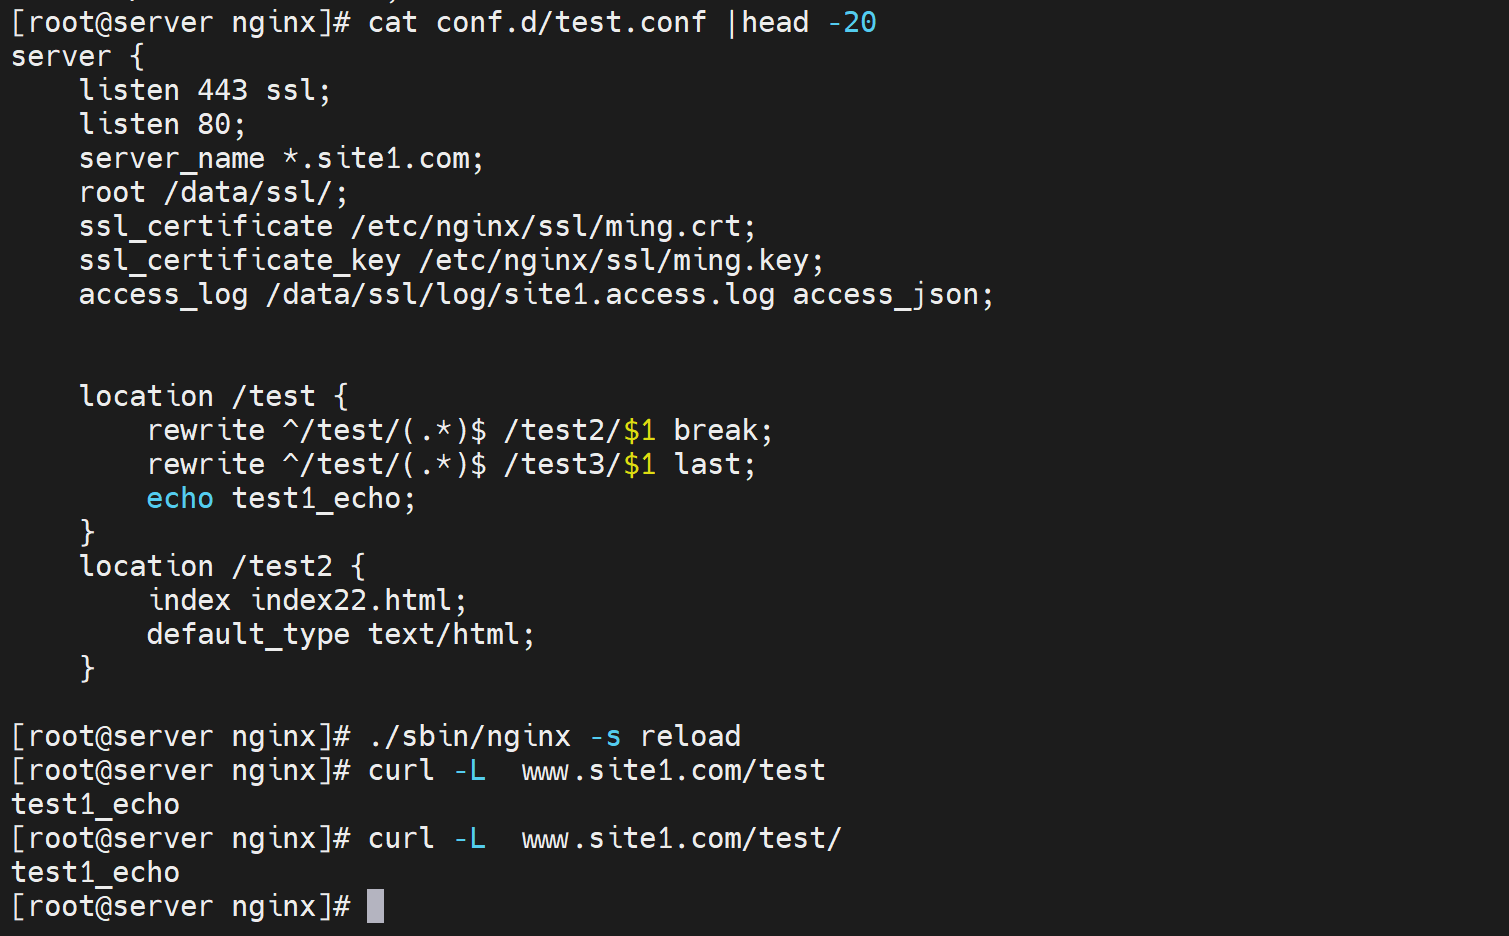 [root@server nginx]# cat conf.d/test.conf |head -20
server {
    listen 443 ssl;
    listen 80;
    server_name *.site1.com;
    root /data/ssl/;
    ssl_certificate /etc/nginx/ssl/ming.crt;
    ssl_certificate_key /etc/nginx/ssl/ming.key;
    access_log /data/ssl/log/site1.access.log access_json;
    location /test {
        rewrite ^/test/(.*)$ /test2/$1 break;
        rewrite ^/test/(.*)$ /test3/$1 last;
        echo test1_echo;
    }
    location /test2 {
        index index22.html;
        default_type text/html;
    }
[root@server nginx]# ./sbin/nginx -s reload
[root@server nginx]# curl -L  www.site1.com/test
test1_echo
[root@server nginx]# curl -L  www.site1.com/test/
test1_echo
[root@server nginx]#